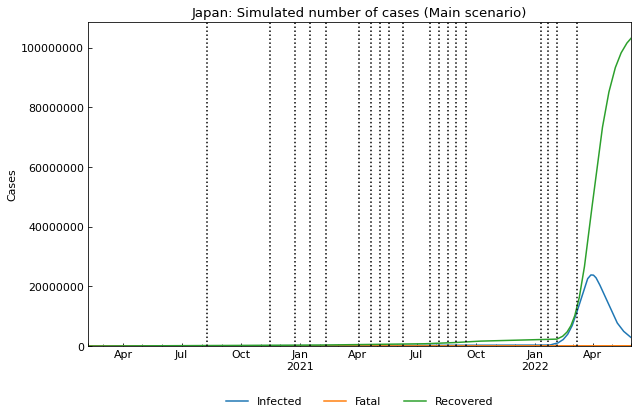 Japan: Simulated number of cases (Main scenario)
100000000
80000000
60000000
40000000
20000000
0
Cases
Apr Jul Oct Jan Apr Jul Oct Jan Apr
2021 2022
Infected Fatal Recovered